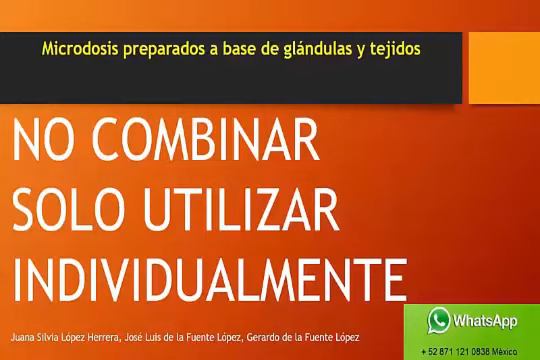 Microdosis preparados a base de glándulas y tejidos
NO COMBINAR
SOLO UTILIZAR
INDIVIDUALMENTE
Juana Silvia López Herrera, José Luis de la Fuente López, Gerardo de la Fuente López
WhatsApp
+ 52 871 121 0838 Mèxico